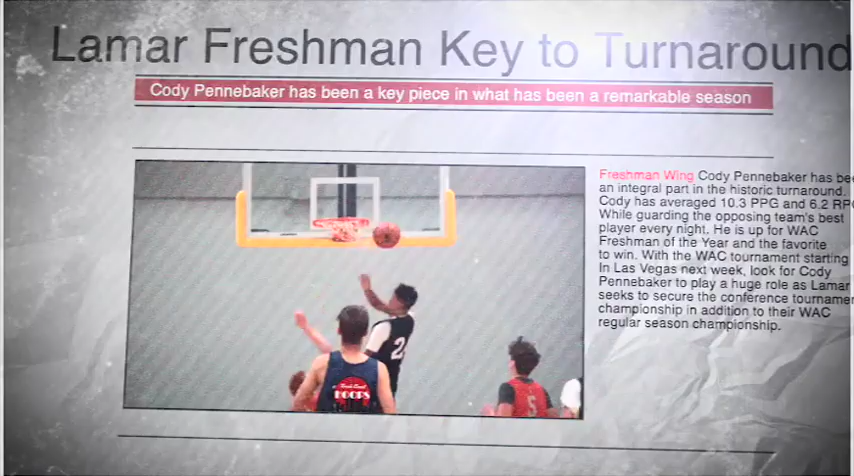 Lamar Freshman Key to Turnaround
Cody Pennebaker has been a key piece in what has been a remarkable season
Freshman Wing Cody Pennebaker has bee
an integral part in the historic turnaround.
Cody has averaged 10.3 PPG and 6.2 RPG
While guarding the opposing team's best
player every night. He is up for WAC
Freshman of the Year and the favorite
to win. With the WAC tournament starting
In Las Vegas next week, look for Cody
Pennebaker to play a huge role as Lamar
seeks to secure the conference tournamen
championship in addition to their WAC
regular season championship.
2
HOOPS
5